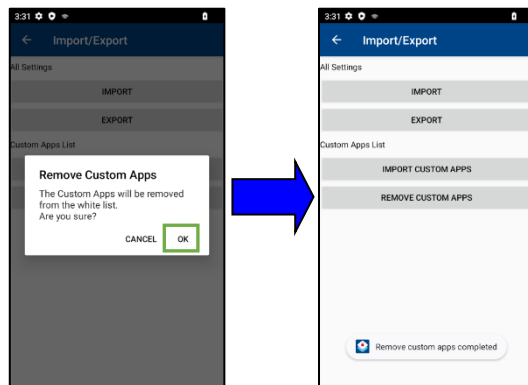 3:31
Import/Export
All Settings
IMPORT
EXPORT
Custom Apps List
Remove Custom Apps
The Custom Apps will be removed
from the white list.
Are you sure?
CANCEL OK
3:31
Import/Export
All Settings
IMPORT
EXPORT
Custom Apps List
IMPORT CUSTOM APPS
REMOVE CUSTOM APPS
Remove custom apps completed